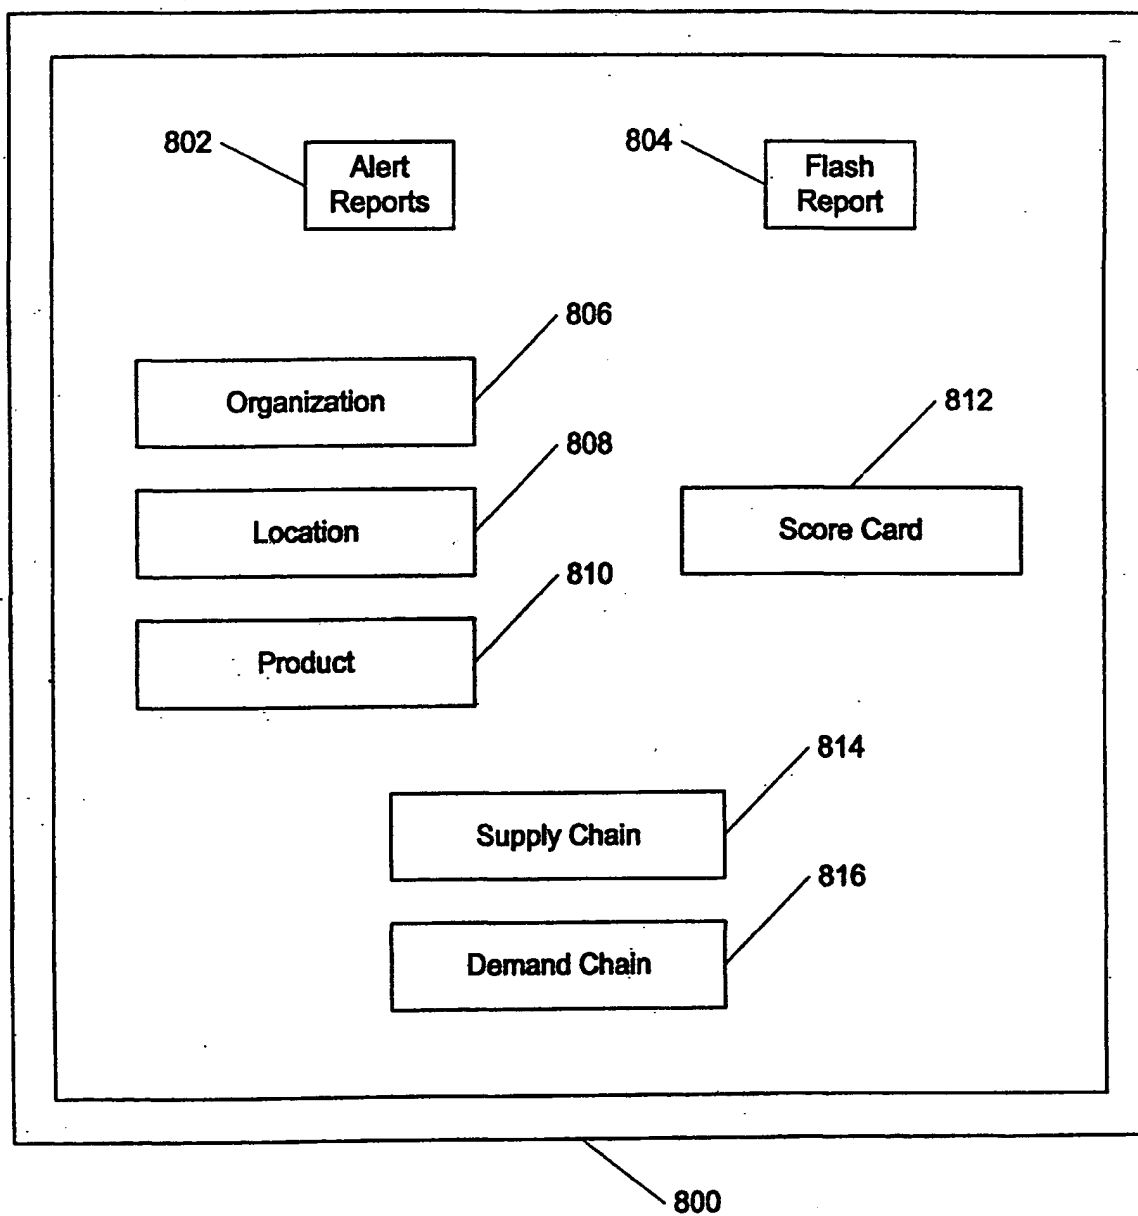 802
Alert
Reports
804
Flash
Report
806
Organization
812
808
Location
Score Card
810
Product
814
Supply Chain
816
Demand Chain
800